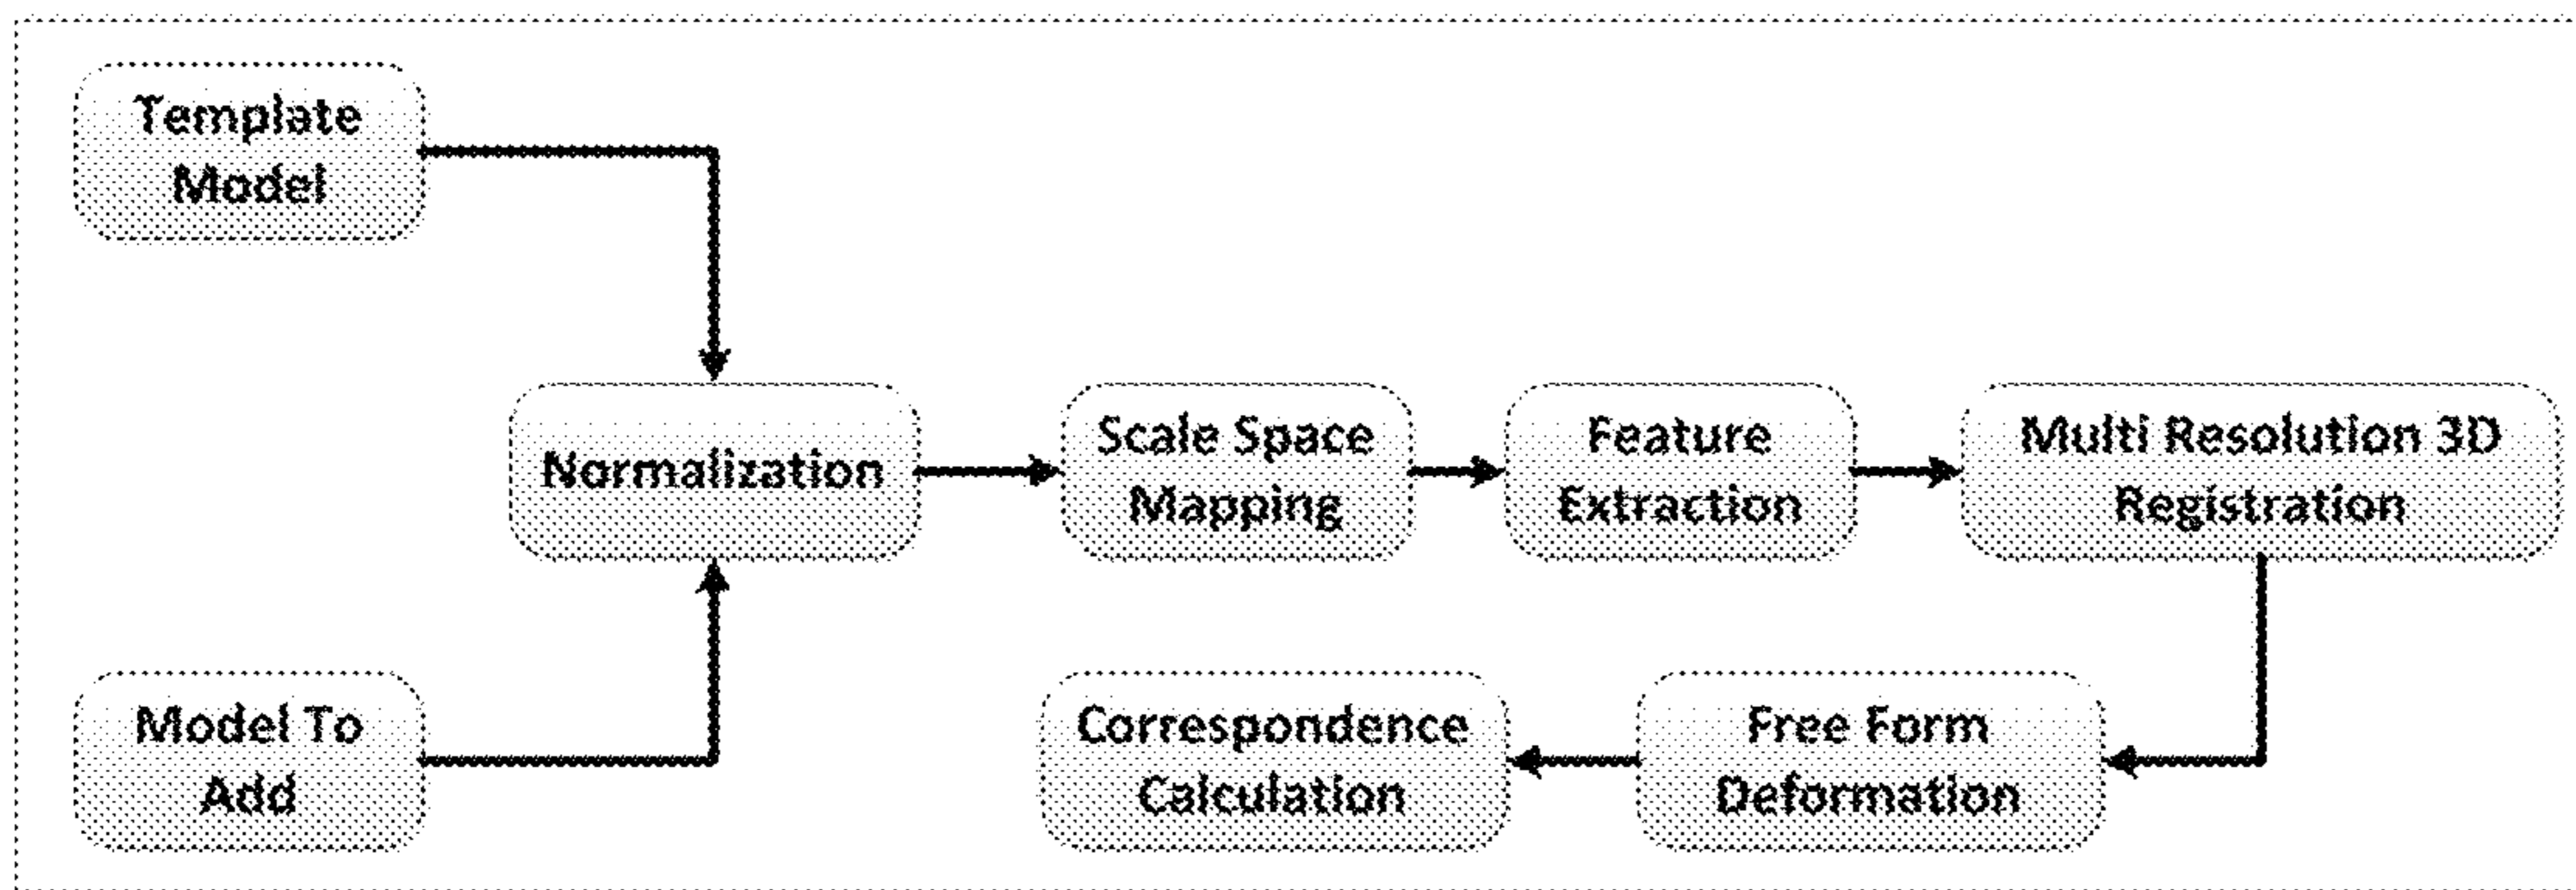 Template
Model
Normalization
Scale Space
Mapping
Feature
Extraction
Multi Resolution 3D
Registration
Model To
Add
Correspondence
Calculation
Free Form
Deformation